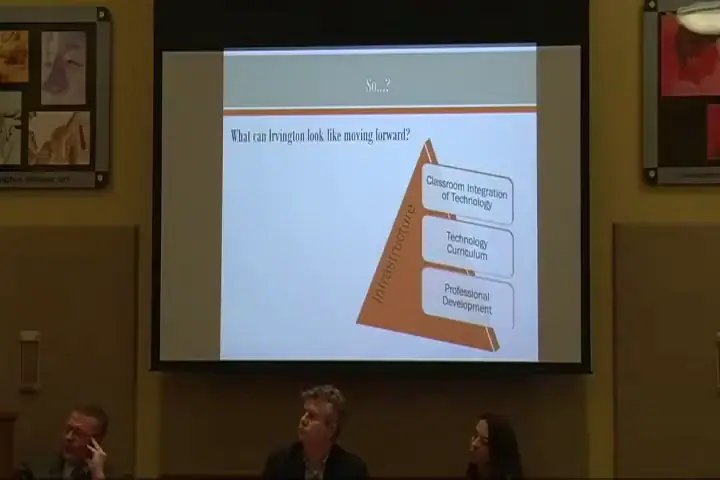 So...?
What can Irvington look like moving forward?
Infrastructure
Classroom Integration
of Technology
Technology
Curriculum
Professional
Development